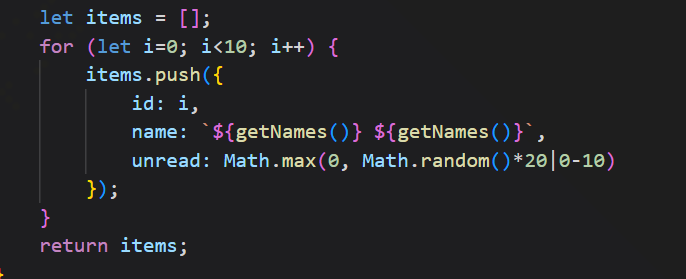 let items = [];
for (let i=0; i<10; i++) {
items.push({
id: i,
name: `${getNames()} ${getNames()}`,
unread: Math.max(0, Math.random()*20|0-10)
});
}
return items;